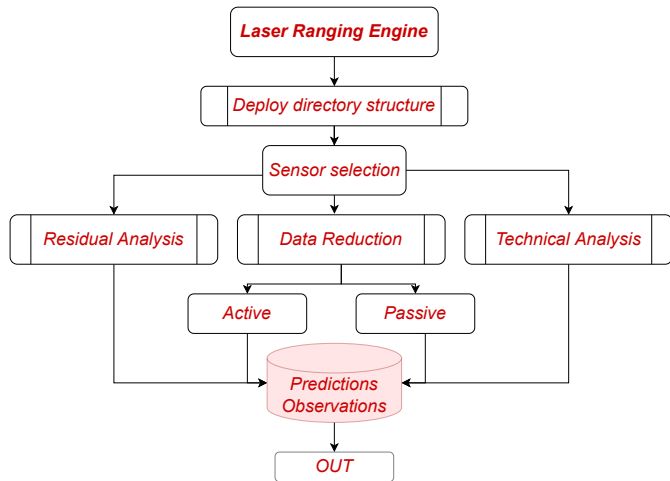 Laser Ranging Engine
Deploy directory structure
Sensor selection
Residual Analysis
Data Reduction
Technical Analysis
Active
Passive
Predictions
Observations
OUT